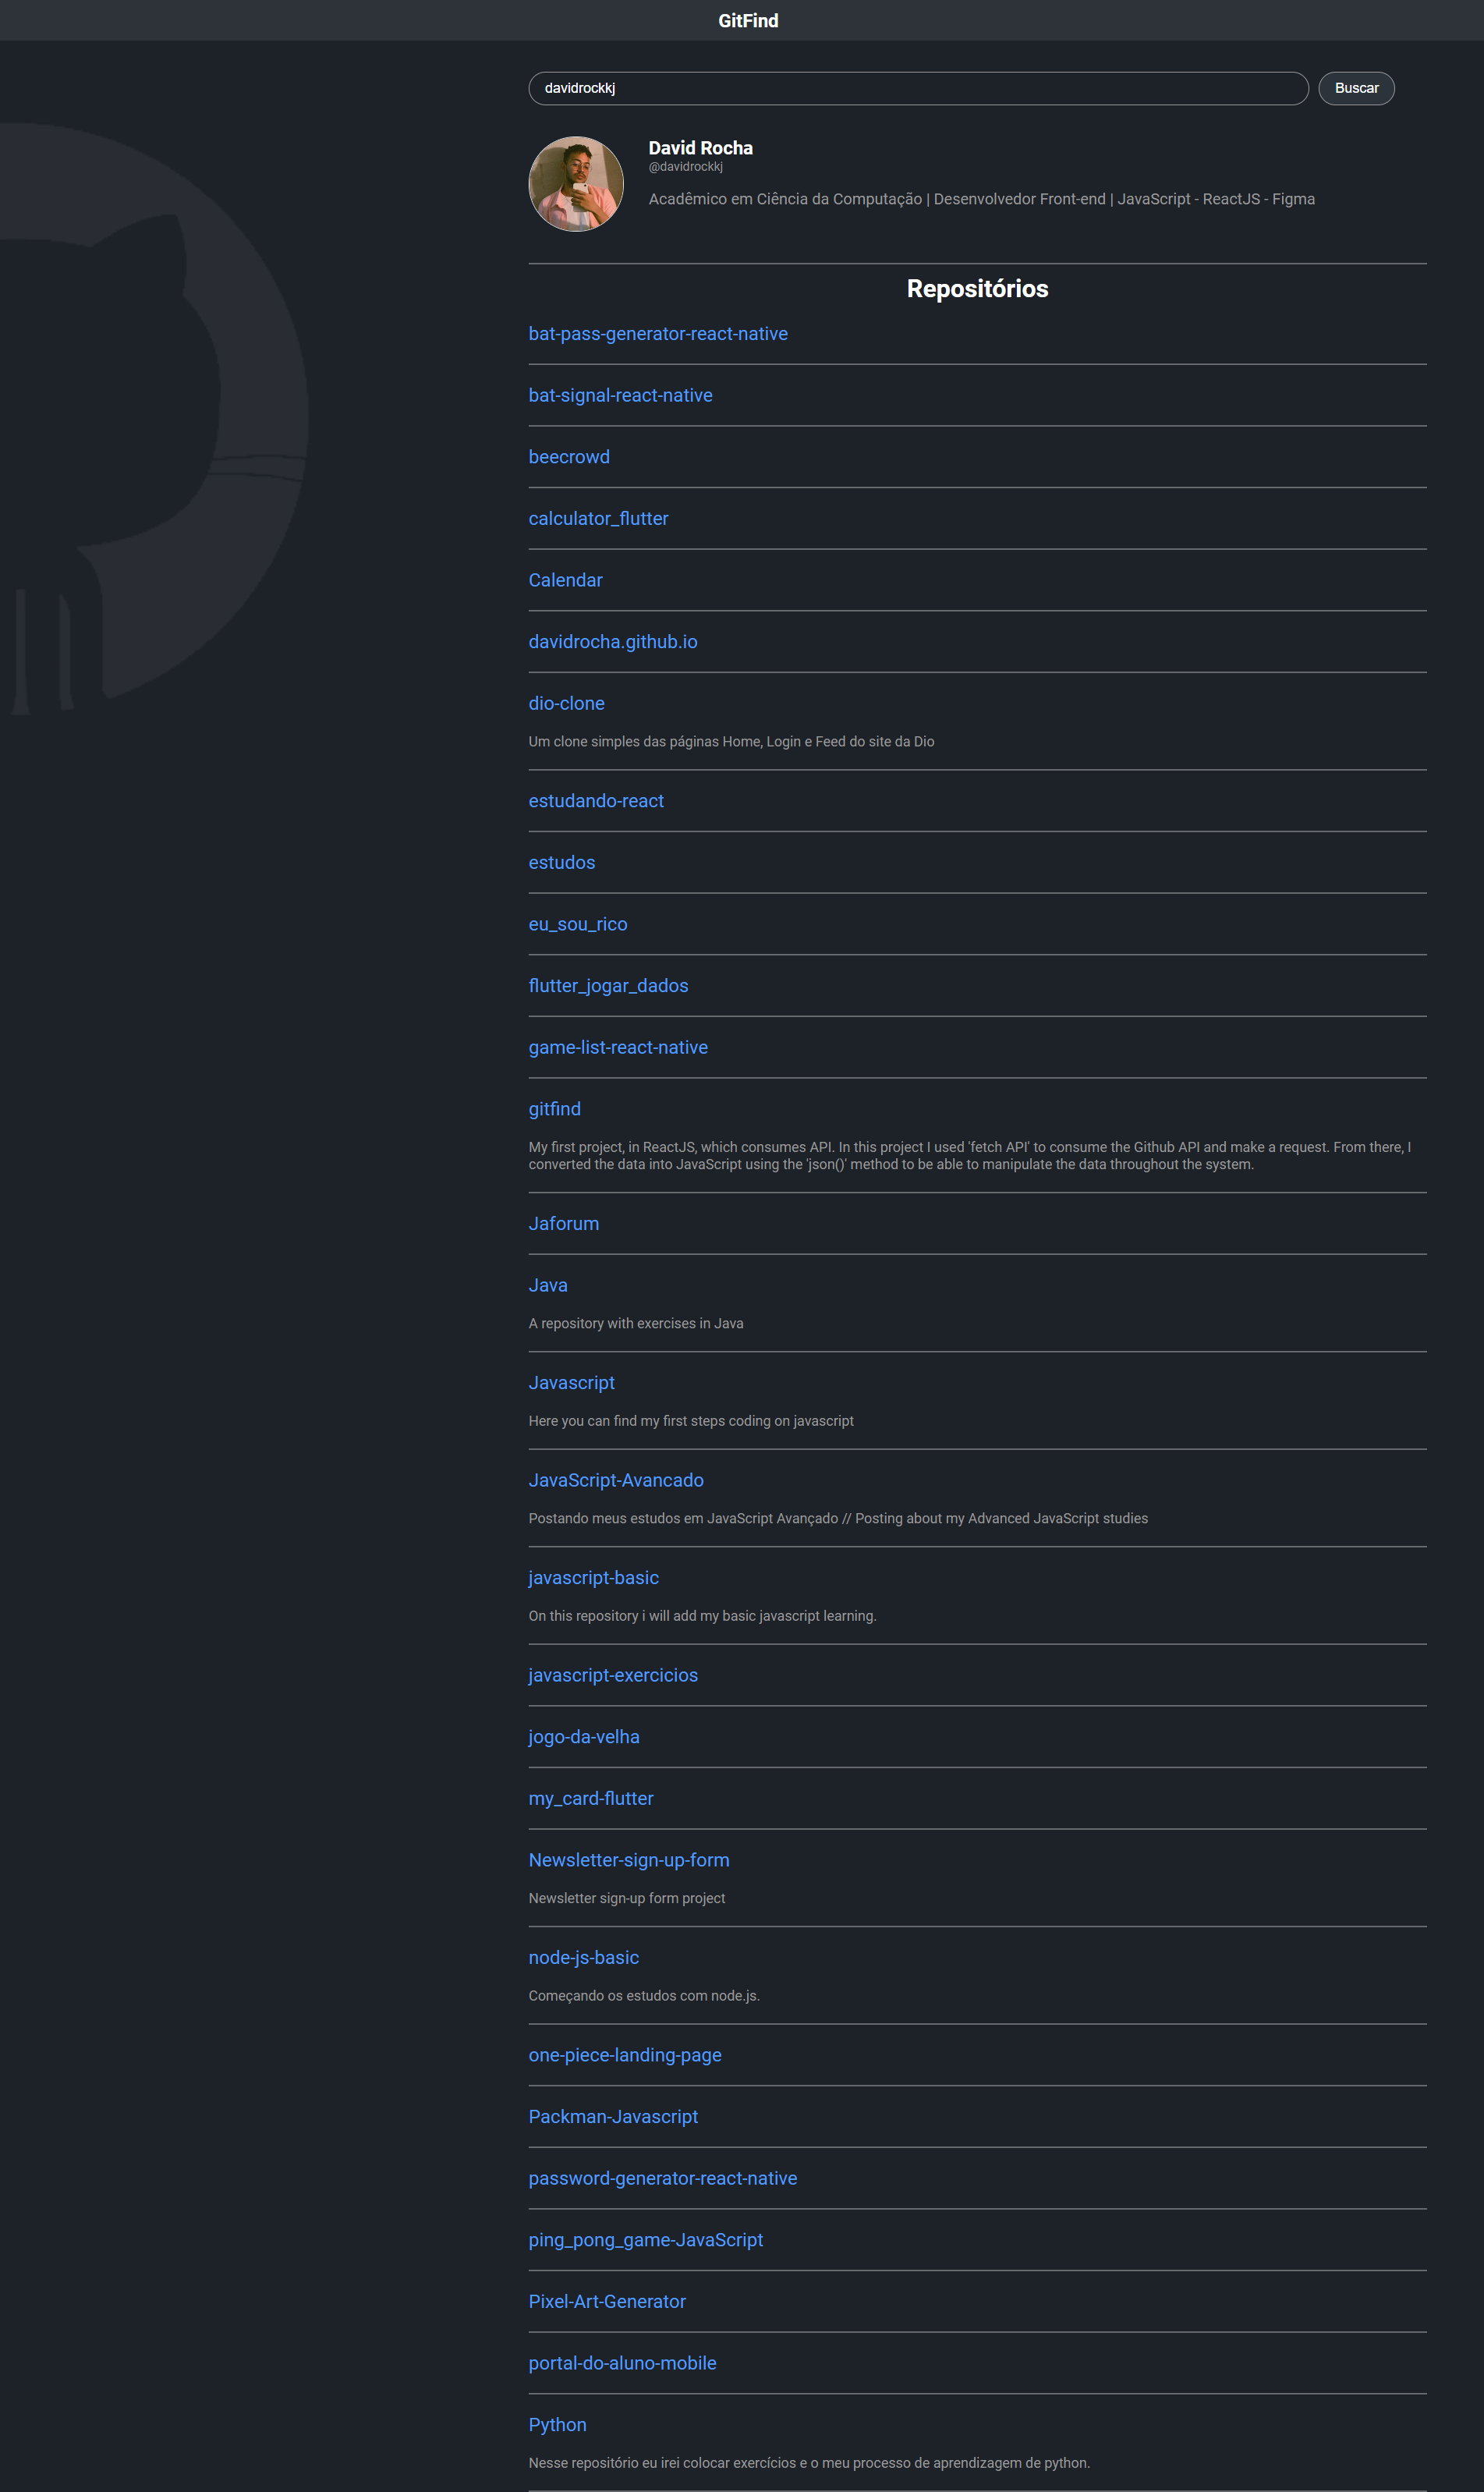 GitFind
davidrockkj
Buscar
David Rocha
@davidrockkj
Acadêmico em Ciência da Computação | Desenvolvedor Front-end | JavaScript - ReactJS - Figma
Repositórios
bat-pass-generator-react-native
bat-signal-react-native
beecrowd
calculator_flutter
Calendar
davidrocha.github.io
dio-clone
Um clone simples das páginas Home, Login e Feed do site da Dio
estudando-react
estudos
eu_sou_rico
flutter_jogar_dados
game-list-react-native
gitfind
My first project, in ReactJS, which consumes API. In this project I used 'fetch API' to consume the Github API and make a request. From there, I
converted the data into JavaScript using the 'json()' method to be able to manipulate the data throughout the system.
Jaforum
Java
A repository with exercises in Java
Javascript
Here you can find my first steps coding on javascript
JavaScript-Avancado
Postando meus estudos em JavaScript Avançado // Posting about my Advanced JavaScript studies
javascript-basic
On this repository i will add my basic javascript learning.
javascript-exercicios
jogo-da-velha
my_card-flutter
Newsletter-sign-up-form
Newsletter sign-up form project
node-js-basic
Começando os estudos com node.js.
one-piece-landing-page
Packman-Javascript
password-generator-react-native
ping_pong_game-JavaScript
Pixel-Art-Generator
portal-do-aluno-mobile
Python
Nesse repositório eu irei colocar exercícios e o meu processo de aprendizagem de python.